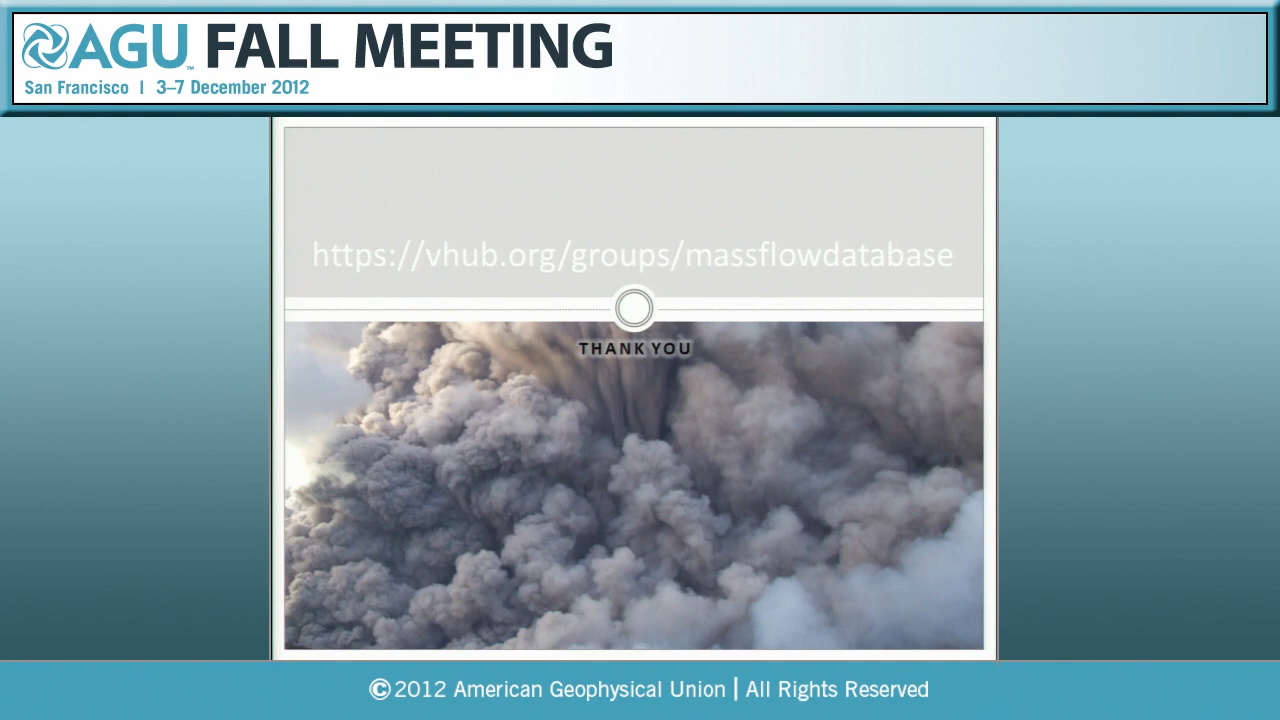 AGU™ FALL MEETING
San Francisco | 3–7 December 2012
https://vhub.org/groups/massflowdatabase
THANK YOU
©2012 American Geophysical Union | All Rights Reserved